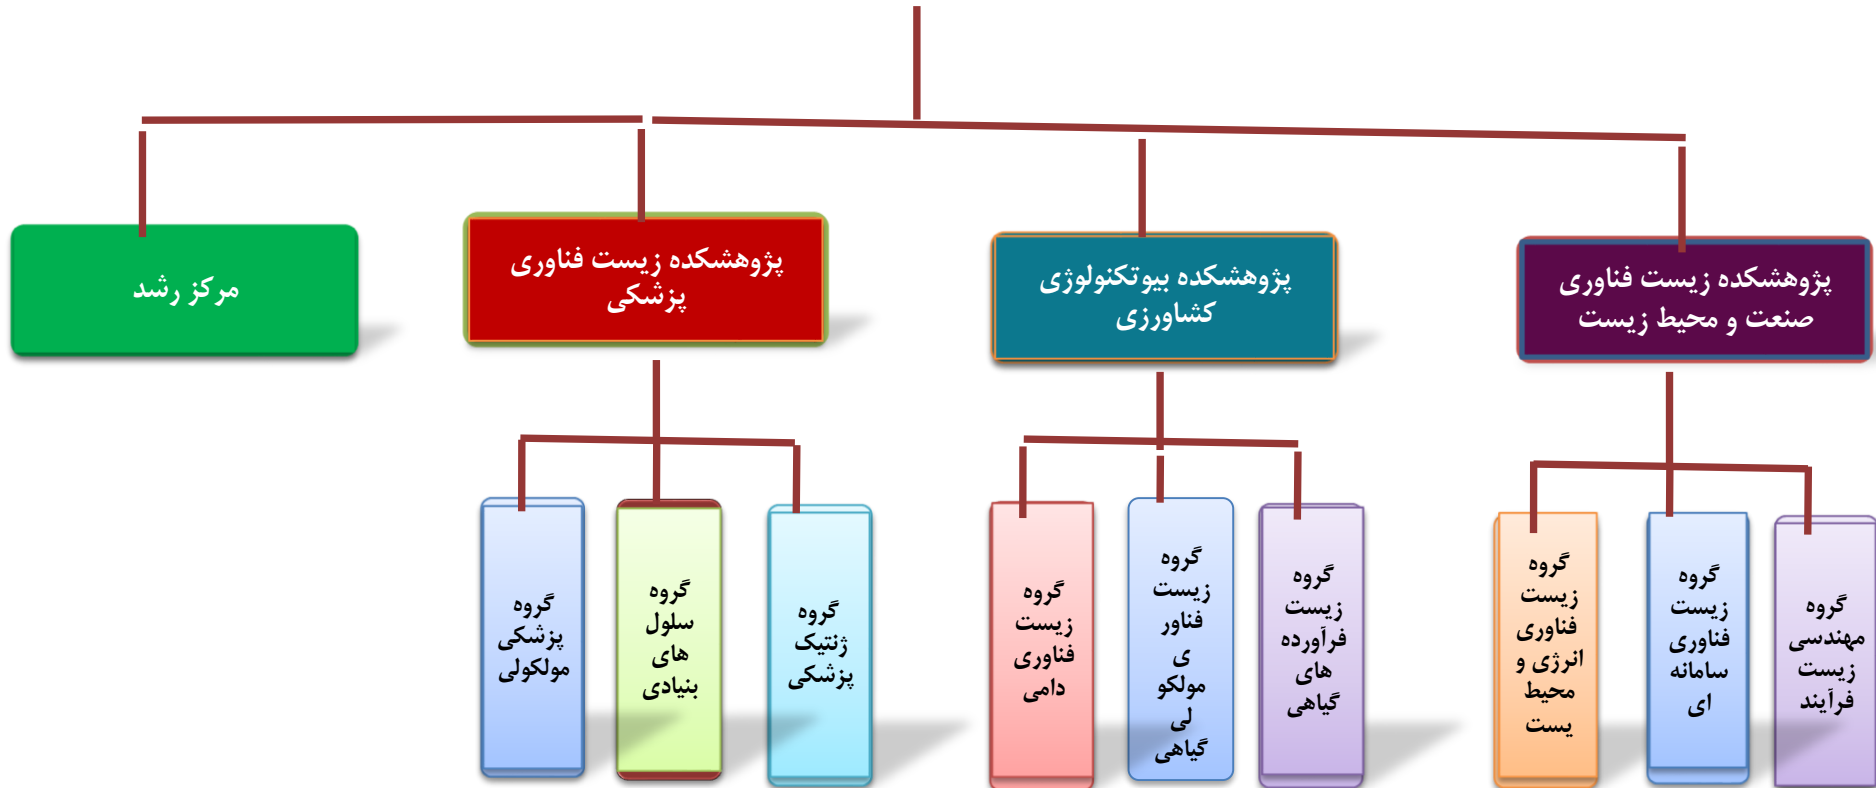 پژوهشکده زیست فناوری
صنعت و محیط زیست
پژوهشکده بیوتکنولوژی
کشاورزی
پژوهشکده زیست فناوری
پزشکی
مرکز رشد
گروه
مهندسی
زیست
فرآیند
گروه
زیست
فناوری
سامانه
ای
گروه
زیست
فناوری
انرژی و
محیط
یست
گروه
زیست
فرآورده
های
گیاهی
گروه
زیست
فناور
ی
مولکو
لی
گیاهی
گروه
زیست
فناوری
دامی
گروه
ژنتیک
پزشکی
گروه
سلول
های
بنیادی
گروه
پزشکی
مولکولی